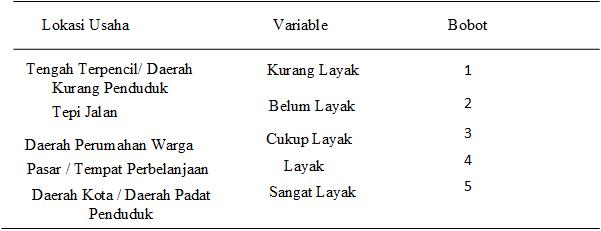 Lokasi Usaha Variable Bobot
Tengah Terpencil/ Daerah Kurang Layak 1
Kurang Penduduk
Tepi Jalan Belum Layak 2
Daerah Perumahan Warga Cukup Layak 3
Pasar / Tempat Perbelanjaan Layak 4
Daerah Kota / Daerah Padat Sangat Layak 5
Penduduk